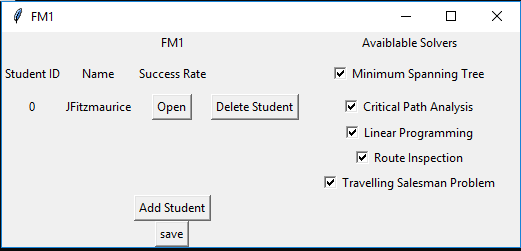 FM1
FM1
Avaiblable Solvers
Student ID Name Success Rate
Minimum Spanning Tree
0 JFitzmaurice Open Delete Student
Critical Path Analysis
Linear Programming
Route Inspection
Travelling Salesman Problem
Add Student
save